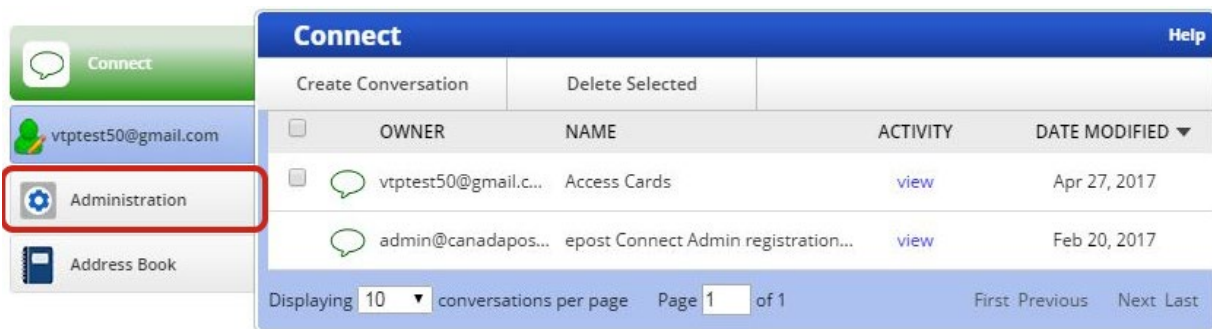 Connect
vtptest50@gmail.com
Administration
Address Book
Connect Help
Create Conversation Delete Selected
OWNER NAME ACTIVITY DATE MODIFIED ▼
vtptest50@gmail.c... Access Cards view Apr 27, 2017
admin@canadapos... epost Connect Admin registration... view Feb 20, 2017
Displaying 10 ▼ conversations per page Page 1 of 1 First Previous Next Last